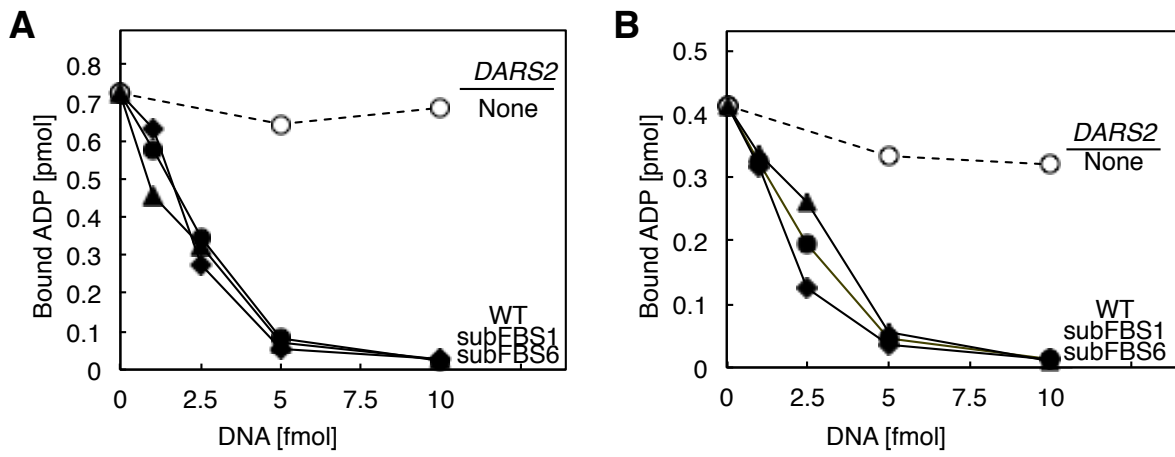 A
Bound ADP [pmol]
0.8
0.7
0.6
0.5
0.4
0.3
0.2
0.1
0
0 2.5 5 7.5 10
DNA [fmol]
DARS2
None
WT
subFBS1
subFBS6
B
Bound ADP [pmol]
0.5
0.4
0.3
0.2
0.1
0
0 2.5 5 7.5 10
DNA [fmol]
DARS2
None
WT
subFBS1
subFBS6